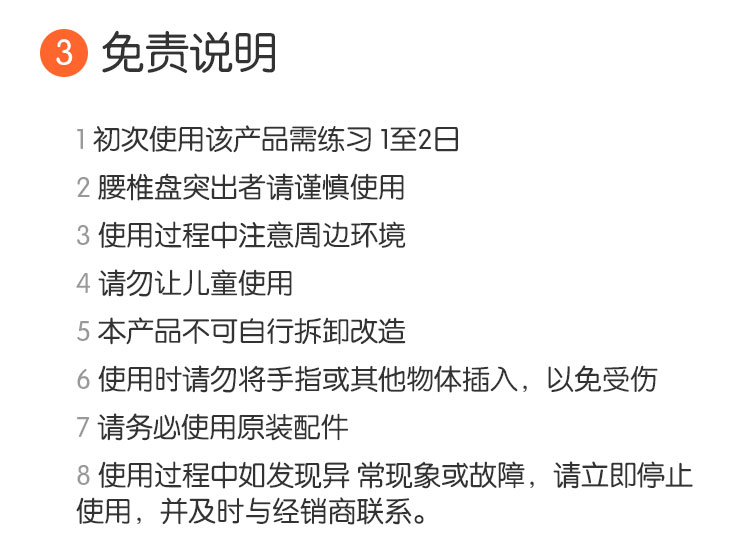 3 免责说明
1 初次使用该产品需练习 1至2日
2 腰椎盘突出者请谨慎使用
3 使用过程中注意周边环境
4 请勿让儿童使用
5 本产品不可自行拆卸改造
6 使用时请勿将手指或其他物体插入，以免受伤
7 请务必使用原装配件
8 使用过程中如发现异 常现象或故障，请立即停止
使用，并及时与经销商联系。